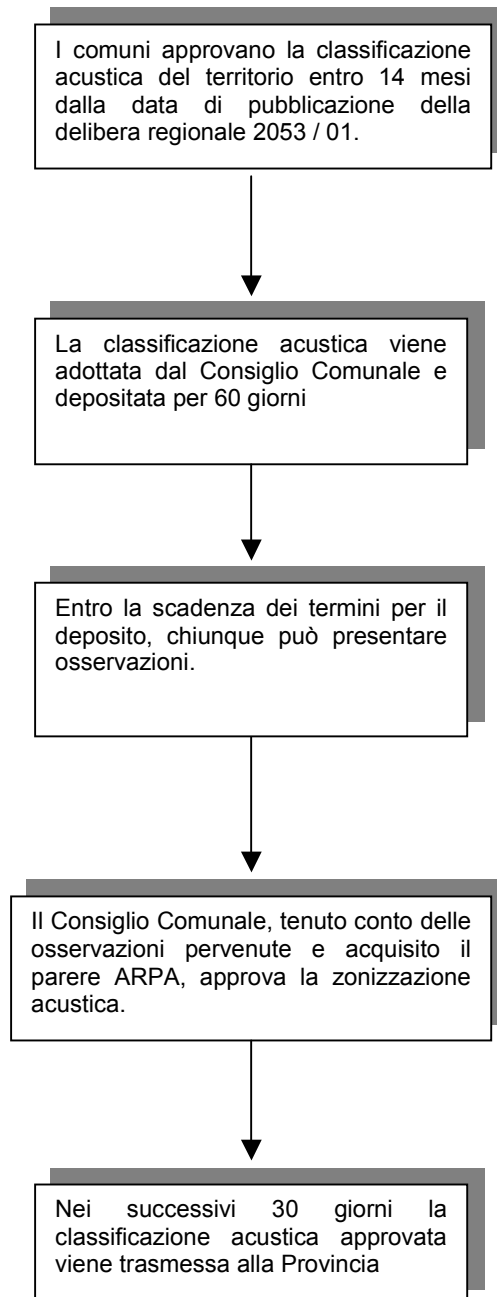 I comuni approvano la classificazione
acustica del territorio entro 14 mesi
dalla data di pubblicazione della
delibera regionale 2053 / 01.
La classificazione acustica viene
adottata dal Consiglio Comunale e
depositata per 60 giorni
Entro la scadenza dei termini per il
deposito, chiunque può presentare
osservazioni.
Il Consiglio Comunale, tenuto conto delle
osservazioni pervenute e acquisito il
parere ARPA, approva la zonizzazione
acustica.
Nei successivi 30 giorni la
classificazione acustica approvata
viene trasmessa alla Provincia